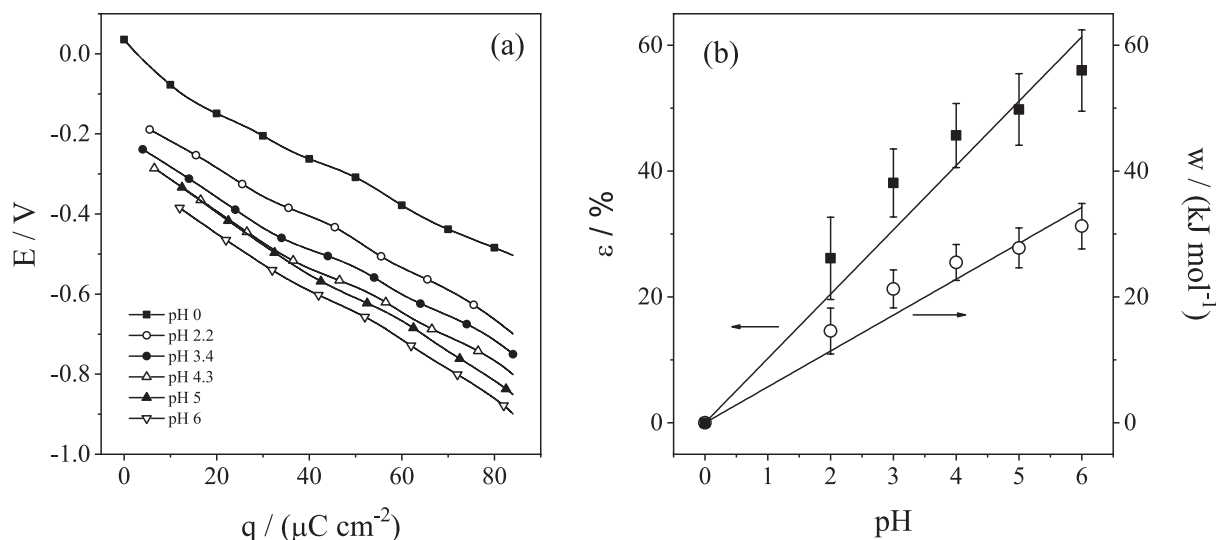 (a)
0.0
-0.2
-0.4
-0.6
-0.8
-1.0
E / V
pH 0
pH 2.2
pH 3.4
pH 4.3
pH 5
pH 6
0 20 40 60 80
q / (μC cm-2)
(b)
60
40
20
0
ε / %
60
40
20
0
w / (kJ mol-1)
0 1 2 3 4 5 6
pH